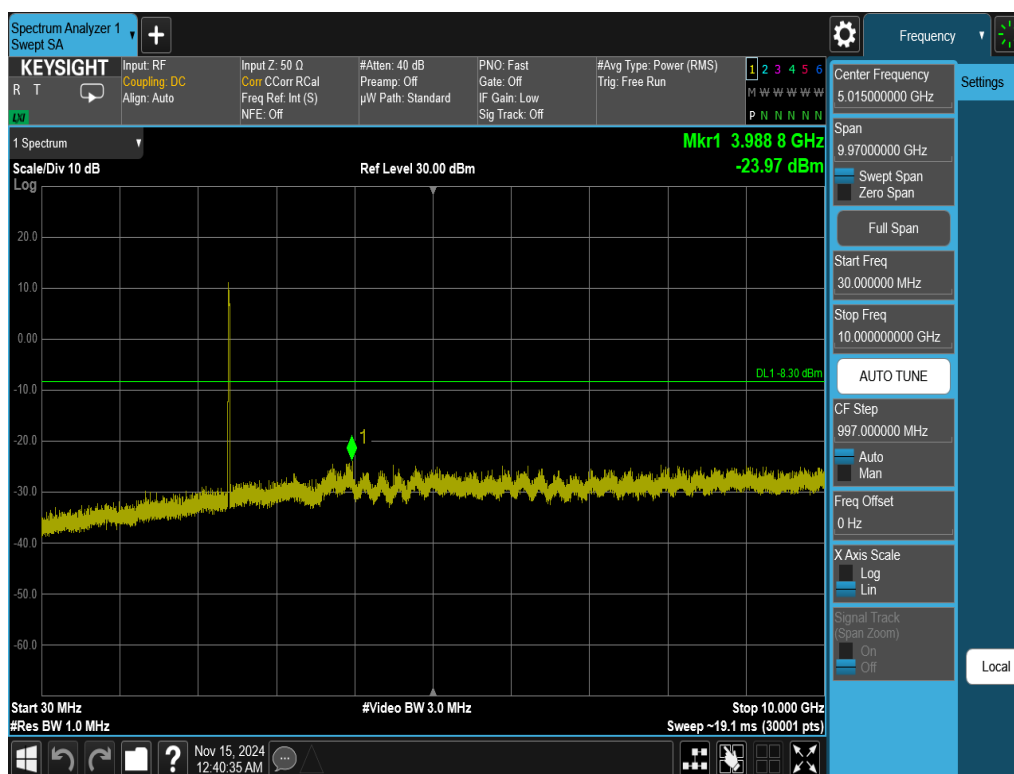 Spectrum Analyzer 1
Swept SA
+
Frequency
KEYSIGHT
R T
LXI
Input: RF
Coupling: DC
Align: Auto
Input Z: 50 Ω
Corr CCorr RCal
Freq Ref: Int (S)
NFE: Off
#Atten: 40 dB
Preamp: Off
µW Path: Standard
PNO: Fast
Gate: Off
IF Gain: Low
Sig Track: Off
#Avg Type: Power (RMS)
Trig: Free Run
1 2 3 4 5 6
M W W W W W
P N N N N N
1 Spectrum
Scale/Div 10 dB
Log
Ref Level 30.00 dBm
Mkr1 3.988 8 GHz
-23.97 dBm
20.0
10.0
0.00
DL1 -8.30 dBm
-10.0
1
-20.0
-30.0
-40.0
-50.0
-60.0
Start 30 MHz
#Res BW 1.0 MHz
#Video BW 3.0 MHz
Stop 10.000 GHz
Sweep ~19.1 ms (30001 pts)
Nov 15, 2024
12:40:35 AM
?
Center Frequency
5.015000000 GHz
Span
9.97000000 GHz
Swept Span
Zero Span
Full Span
Start Freq
30.000000 MHz
Stop Freq
10.000000000 GHz
AUTO TUNE
CF Step
997.000000 MHz
Auto
Man
Freq Offset
0 Hz
X Axis Scale
Log
Lin
Signal Track
(Span Zoom)
On
Off
Settings
Local